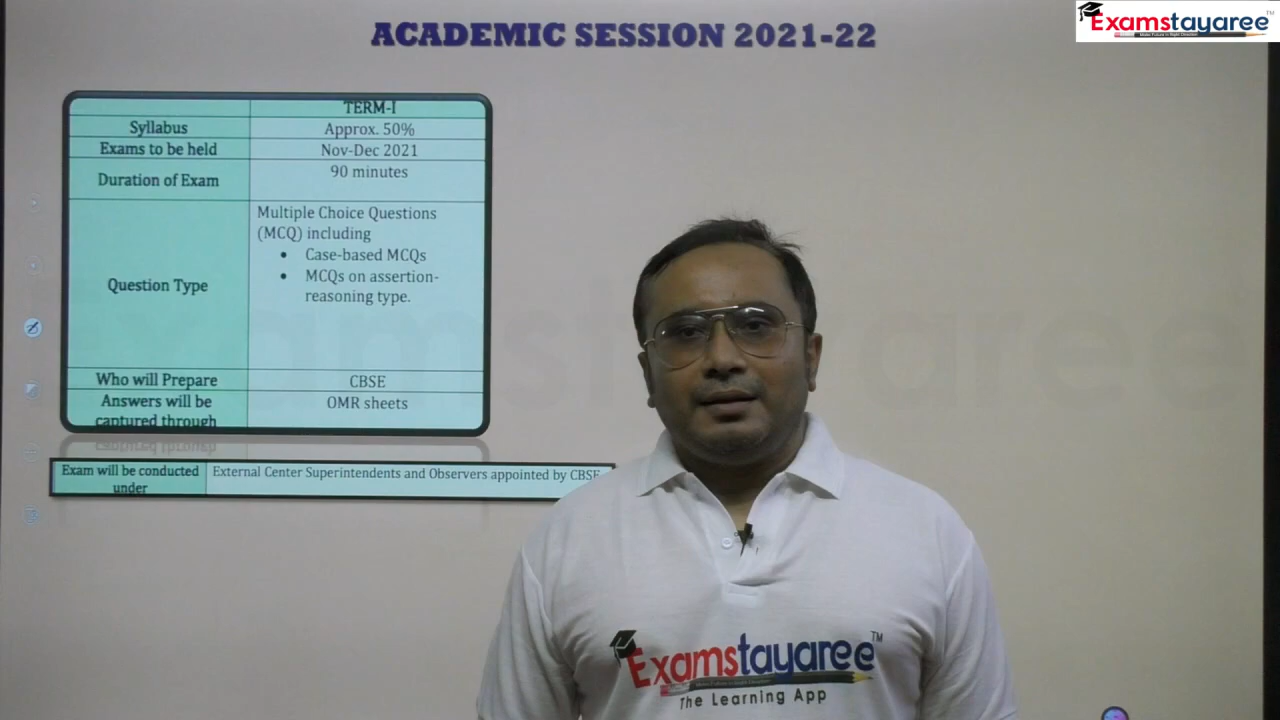 ACADEMIC SESSION 2021-22
Examstayaree TM
TERM-I
Syllabus Approx. 50%
Exams to be held Nov-Dec 2021
Duration of Exam 90 minutes
Question Type
Multiple Choice Questions
(MCQ) including
• Case-based MCQs
• MCQs on assertion-
reasoning type.
Who will Prepare CBSE
Answers will be OMR sheets
captured through
Exam will be conducted External Center Superintendents and Observers appointed by CBSE
under
Examstayaree TM
The Learning App